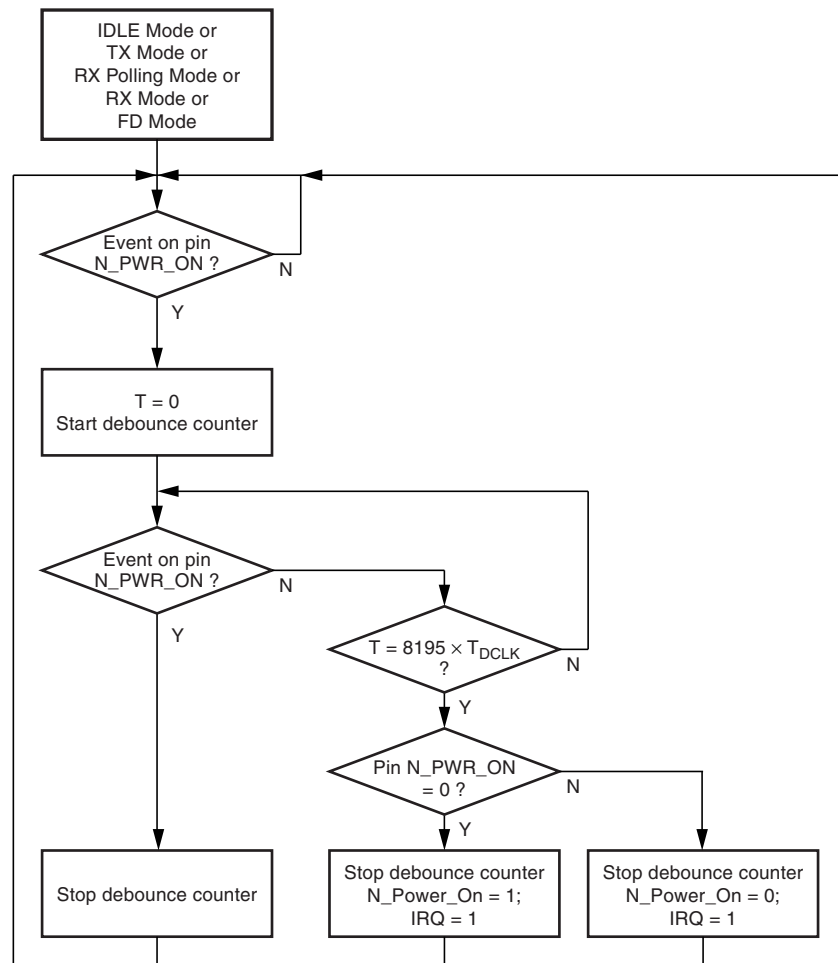 IDLE Mode or
TX Mode or
RX Polling Mode or
RX Mode or
FD Mode
Event on pin
N_PWR_ON ?
N
Y
T = 0
Start debounce counter
Event on pin
N_PWR_ON ?
N
Y
T = 8195 × TDCLK
?
N
Y
Pin N_PWR_ON
= 0 ?
N
Y
Stop debounce counter
Stop debounce counter
N_Power_On = 1;
IRQ = 1
Stop debounce counter
N_Power_On = 0;
IRQ = 1